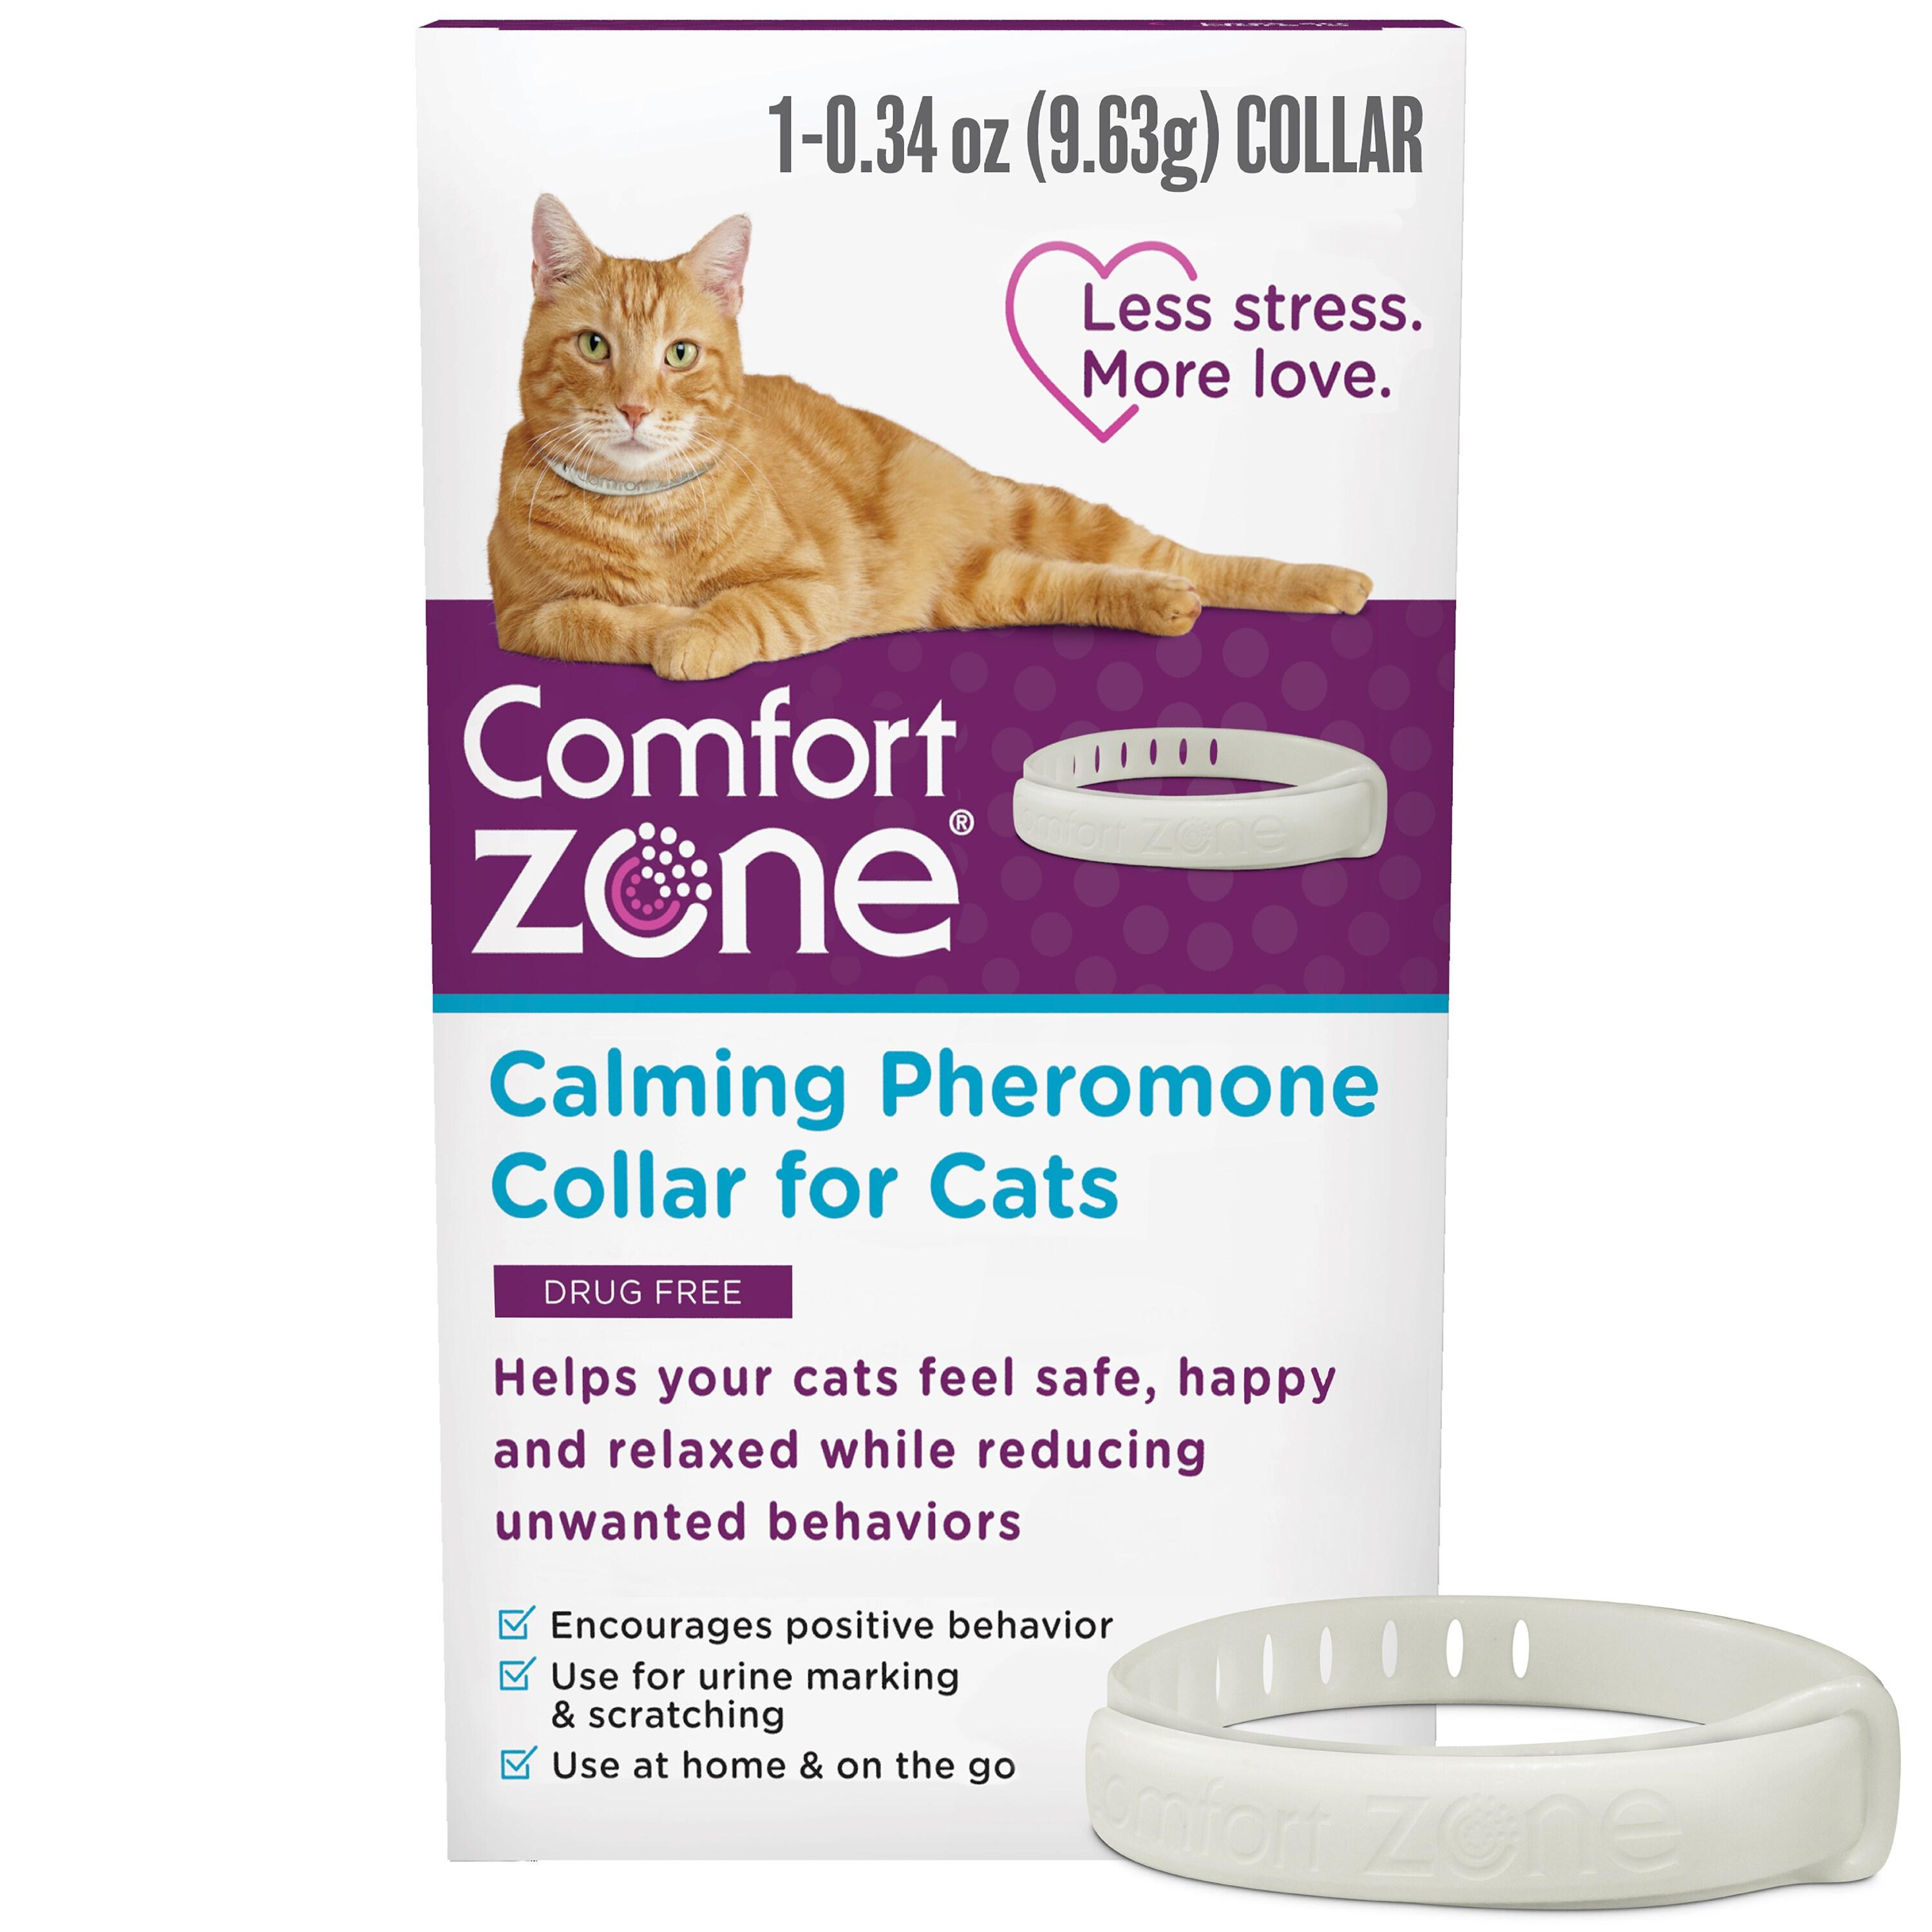 1-0.34 oz (9.63g) COLLAR
Less stress.
More love.
Comfort
Comfort
zone®
omfort zone
Calming Pheromone
Collar for Cats
DRUG FREE
Helps your cats feel safe, happy
and relaxed while reducing
unwanted behaviors
Encourages positive behavior
Use for urine marking
& scratching
Use at home & on the go
Comfort zone